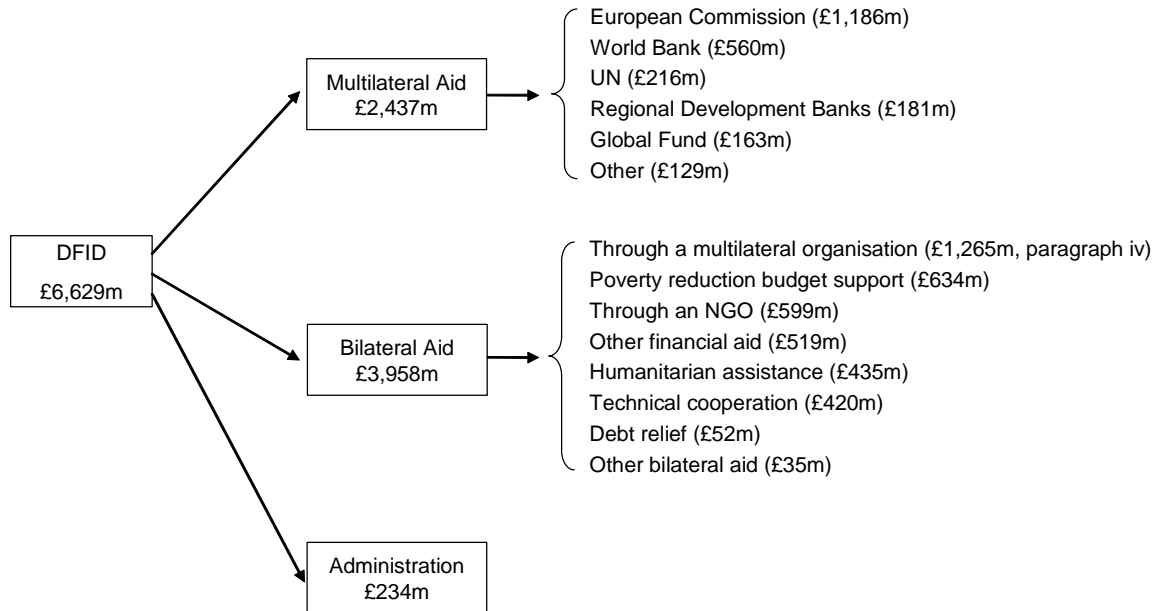 European Commission (£1,186m)
World Bank (£560m)
UN (£216m)
Regional Development Banks (£181m)
Global Fund (£163m)
Other (£129m)
Multilateral Aid
£2,437m
DFID
£6,629m
Through a multilateral organisation (£1,265m, paragraph iv)
Poverty reduction budget support (£634m)
Through an NGO (£599m)
Other financial aid (£519m)
Humanitarian assistance (£435m)
Technical cooperation (£420m)
Debt relief (£52m)
Other bilateral aid (£35m)
Bilateral Aid
£3,958m
Administration
£234m